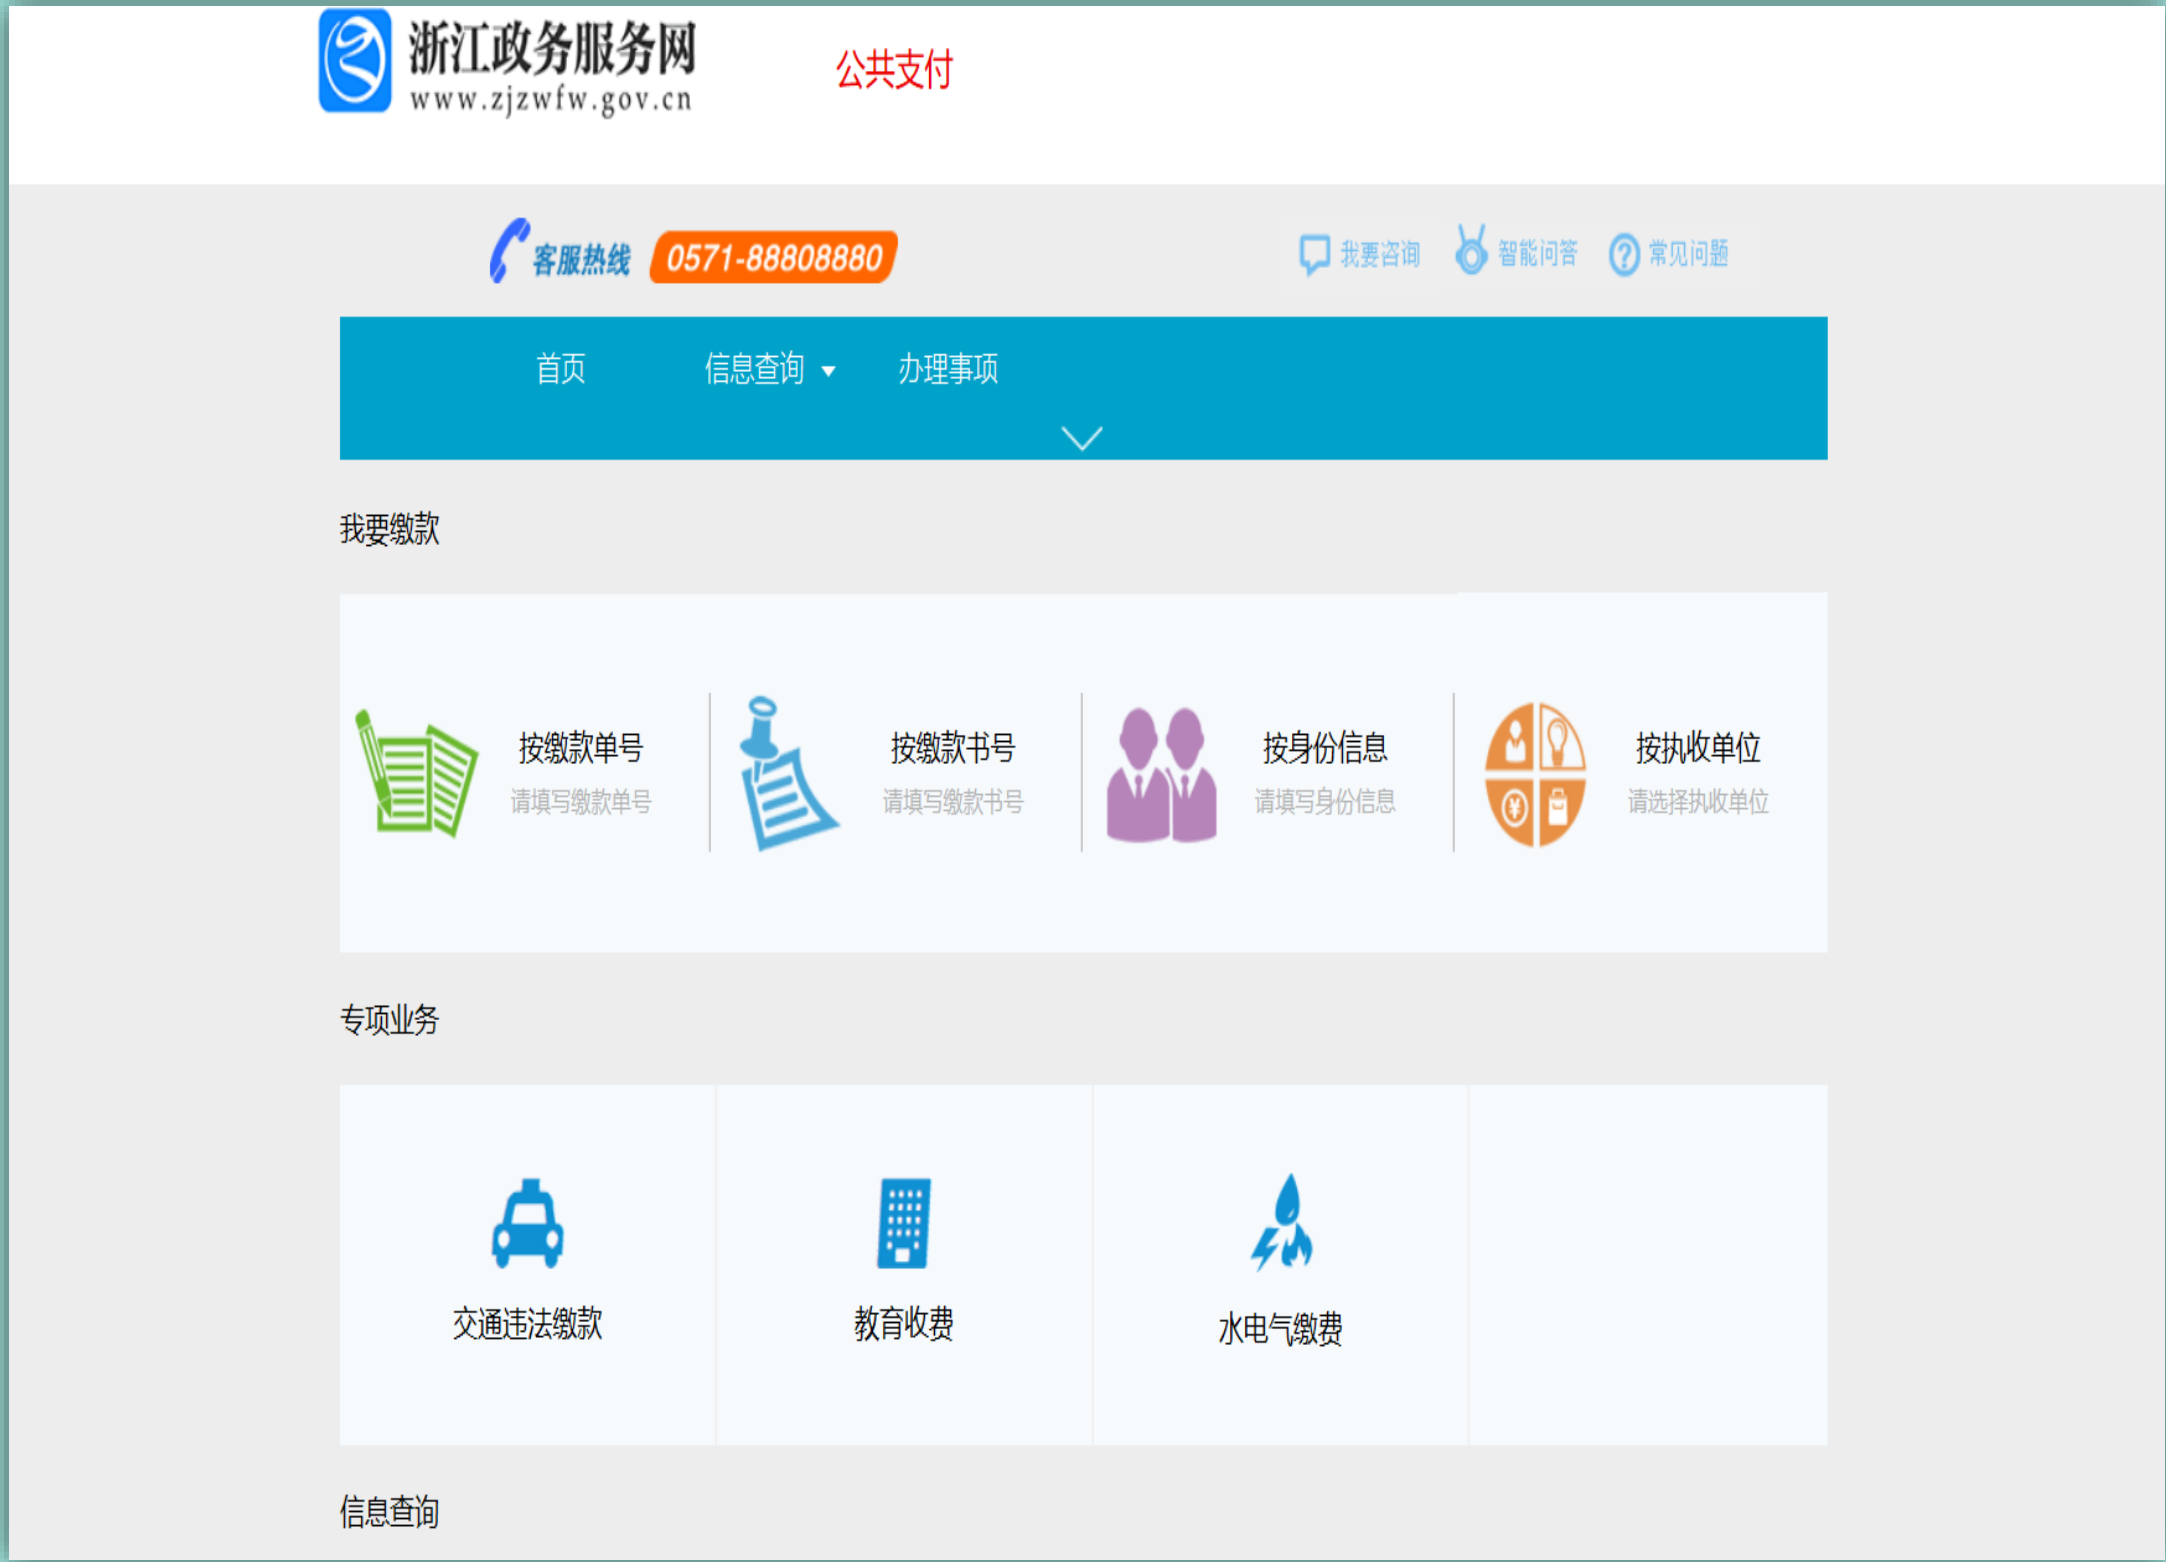 浙江政务服务网
www.zjzwfw.gov.cn
公共支付
客服热线 0571-88808880
我要咨询 智能问答 常见问题
首页 信息查询 办理事项
我要缴款
按缴款单号 按缴款书号 按身份信息 按执收单位
请填写缴款单号 请填写缴款书号 请填写身份信息 请选择执收单位
专项业务
交通违法缴款 教育收费 水电气缴费
信息查询